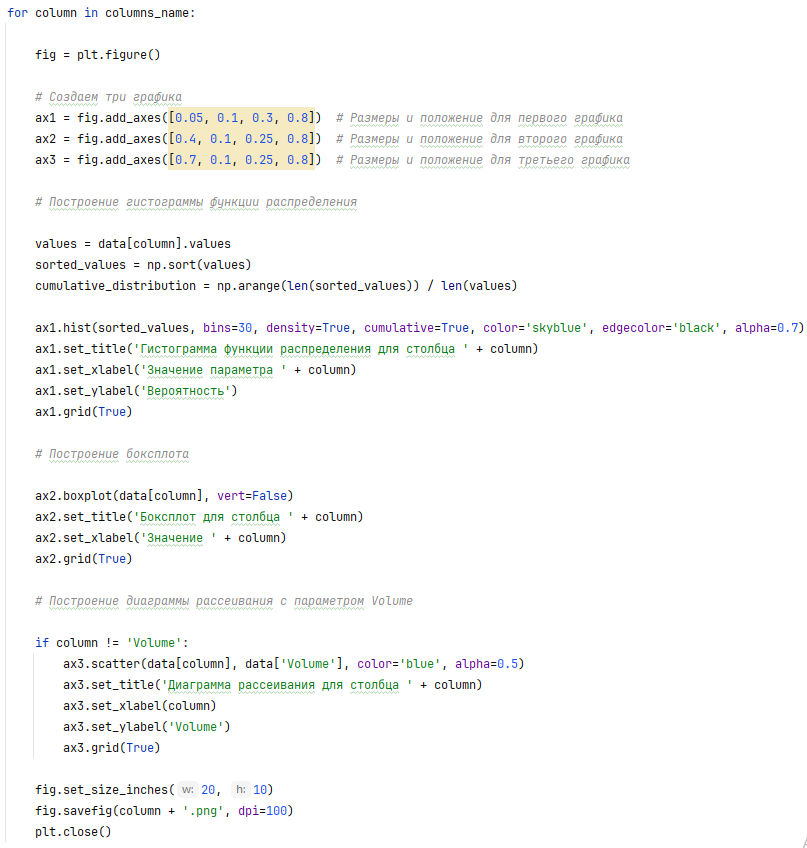 for column in columns_name:
fig = plt.figure()
# Создаем три графика
ax1 = fig.add_axes([0.05, 0.1, 0.3, 0.8])  # Размеры и положение для первого графика
ax2 = fig.add_axes([0.4, 0.1, 0.25, 0.8])  # Размеры и положение для второго графика
ax3 = fig.add_axes([0.7, 0.1, 0.25, 0.8])  # Размеры и положение для третьего графика
# Построение гистограммы функции распределения
values = data[column].values
sorted_values = np.sort(values)
cumulative_distribution = np.arange(len(sorted_values)) / len(values)
ax1.hist(sorted_values, bins=30, density=True, cumulative=True, color='skyblue', edgecolor='black', alpha=0.7)
ax1.set_title('Гистограмма функции распределения для столбца ' + column)
ax1.set_xlabel('Значение параметра ' + column)
ax1.set_ylabel('Вероятность')
ax1.grid(True)
# Построение боксплота
ax2.boxplot(data[column], vert=False)
ax2.set_title('Боксплот для столбца ' + column)
ax2.set_xlabel('Значение ' + column)
ax2.grid(True)
# Построение диаграммы рассеивания с параметром Volume
if column != 'Volume':
ax3.scatter(data[column], data['Volume'], color='blue', alpha=0.5)
ax3.set_title('Диаграмма рассеивания для столбца ' + column)
ax3.set_xlabel(column)
ax3.set_ylabel('Volume')
ax3.grid(True)
fig.set_size_inches( w: 20, h: 10)
fig.savefig(column + '.png', dpi=100)
plt.close()